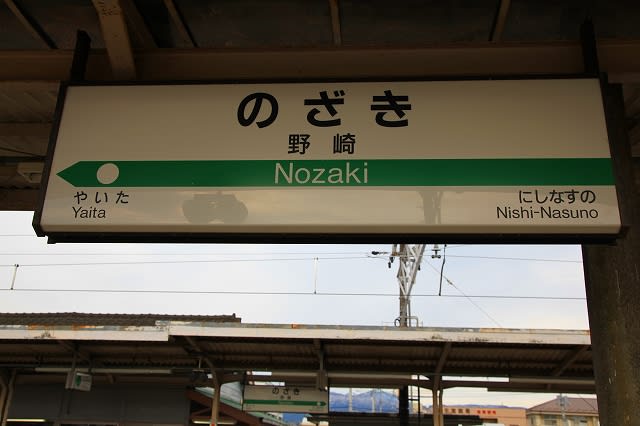 のざき
野崎
Nozaki
やいた
Yaita
にしなすの
Nishi-Nasuno
のざき